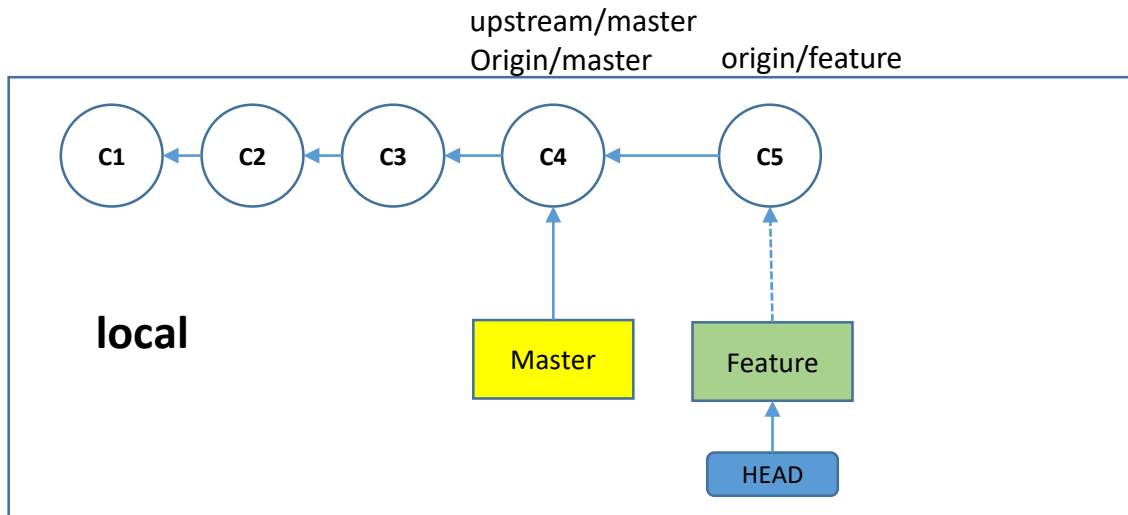 upstream/master
Origin/master
origin/feature
C1
C2
C3
C4
C5
local
Master
Feature
HEAD